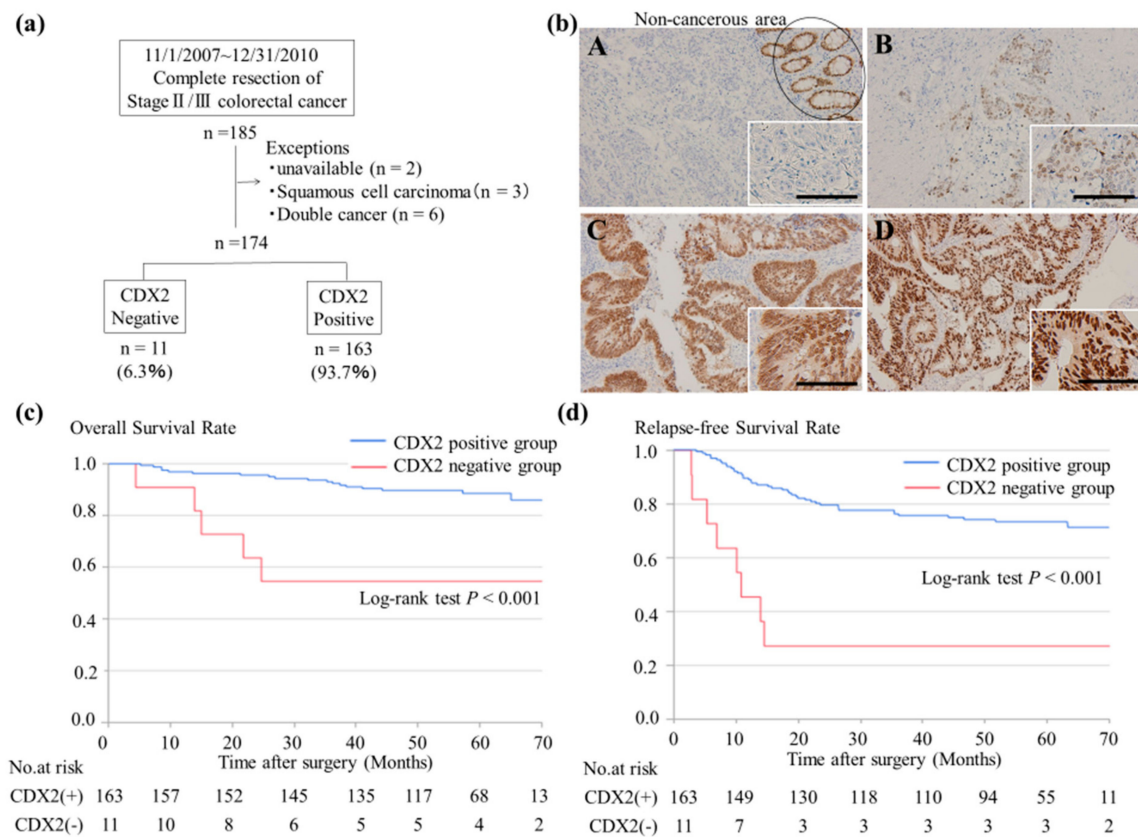 (a)
11/1/2007~12/31/2010
Complete resection of
Stage Ⅱ/Ⅲ colorectal cancer
n =185
Exceptions
・unavailable (n = 2)
・Squamous cell carcinoma(n = 3)
・Double cancer (n = 6)
n =174
CDX2
Negative
n = 11
(6.3%)
CDX2
Positive
n = 163
(93.7%)
(b)
Non-cancerous area
A
B
C
D
(c)
Overall Survival Rate
CDX2 positive group
CDX2 negative group
1.0
0.8
0.6
0.4
0.2
0.0
Log-rank test P < 0.001
0 10 20 30 40 50 60 70
Time after surgery (Months)
No.at risk
CDX2(+) 163 157 152 145 135 117 68 13
CDX2(-) 11 10 8 6 5 5 4 2
(d)
Relapse-free Survival Rate
CDX2 positive group
CDX2 negative group
1.0
0.8
0.6
0.4
0.2
0.0
Log-rank test P < 0.001
0 10 20 30 40 50 60 70
Time after surgery (Months)
No.at risk
CDX2(+) 163 149 130 118 110 94 55 11
CDX2(-) 11 7 3 3 3 3 3 2